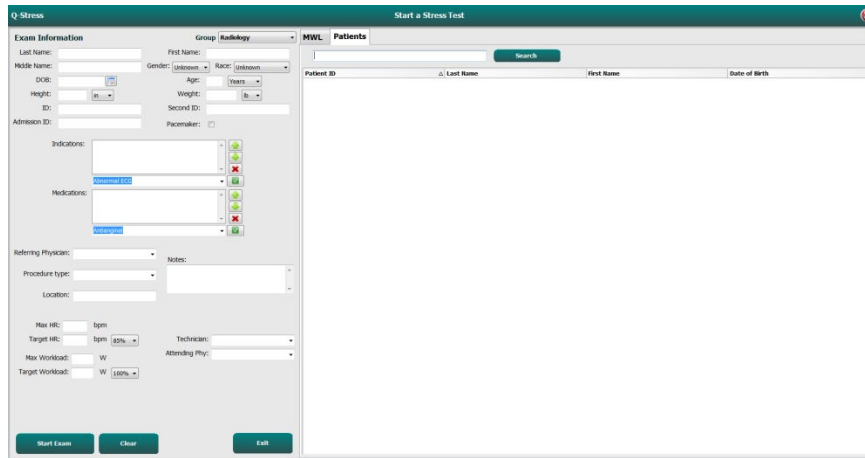 Q-Stress Start a Stress Test
Exam Information Group Radiology
MWL Patients
Last Name: First Name:
Search
Middle Name: Gender: Unknown Race: Unknown
Patient ID Last Name First Name Date of Birth
DOB: Age: Years
Height: in Weight: lb
ID: Second ID:
Admission ID: Pacemaker:
Indications:
Abnormal ECG
Medications:
Antianginal
Referring Physician: Notes:
Procedure type:
Location:
Max HR: bpm
Target HR: bpm 85% Technician:
Max Workload: W Attending Phy:
Target Workload: W 100%
Start Exam Clear Exit